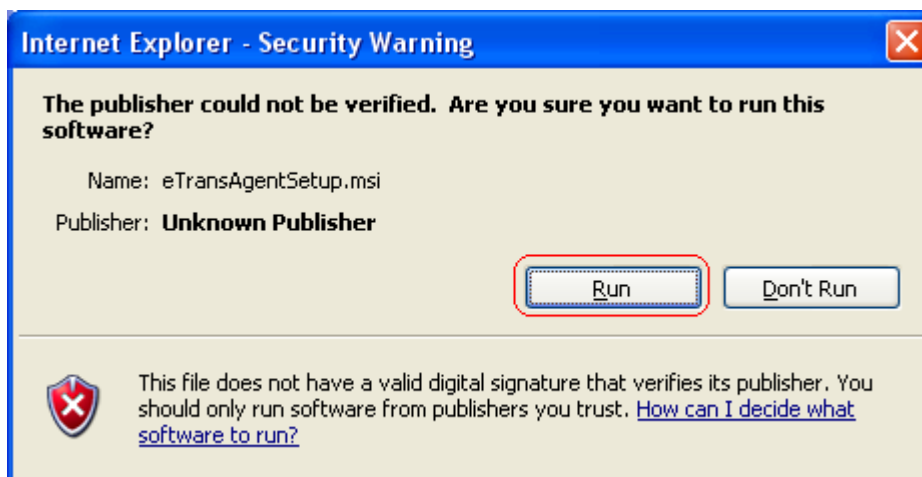 Internet Explorer - Security Warning
The publisher could not be verified.  Are you sure you want to run this
software?
Name: eTransAgentSetup.msi
Publisher: Unknown Publisher
Run
Don't Run
This file does not have a valid digital signature that verifies its publisher. You
should only run software from publishers you trust. How can I decide what
software to run?